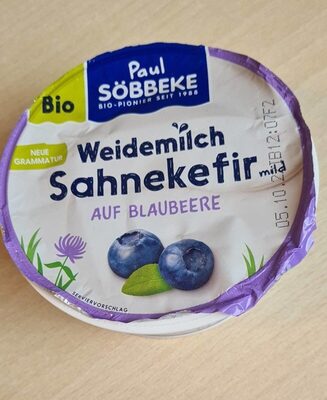 Paul
SÖBBEKE
BIO-PIONIER SEIT 1988
Bio
NEUE
GRAMMATUR
Weidemilch
Sahnekefir mild
AUF BLAUBEERE
SERVIERVORSCHLAG